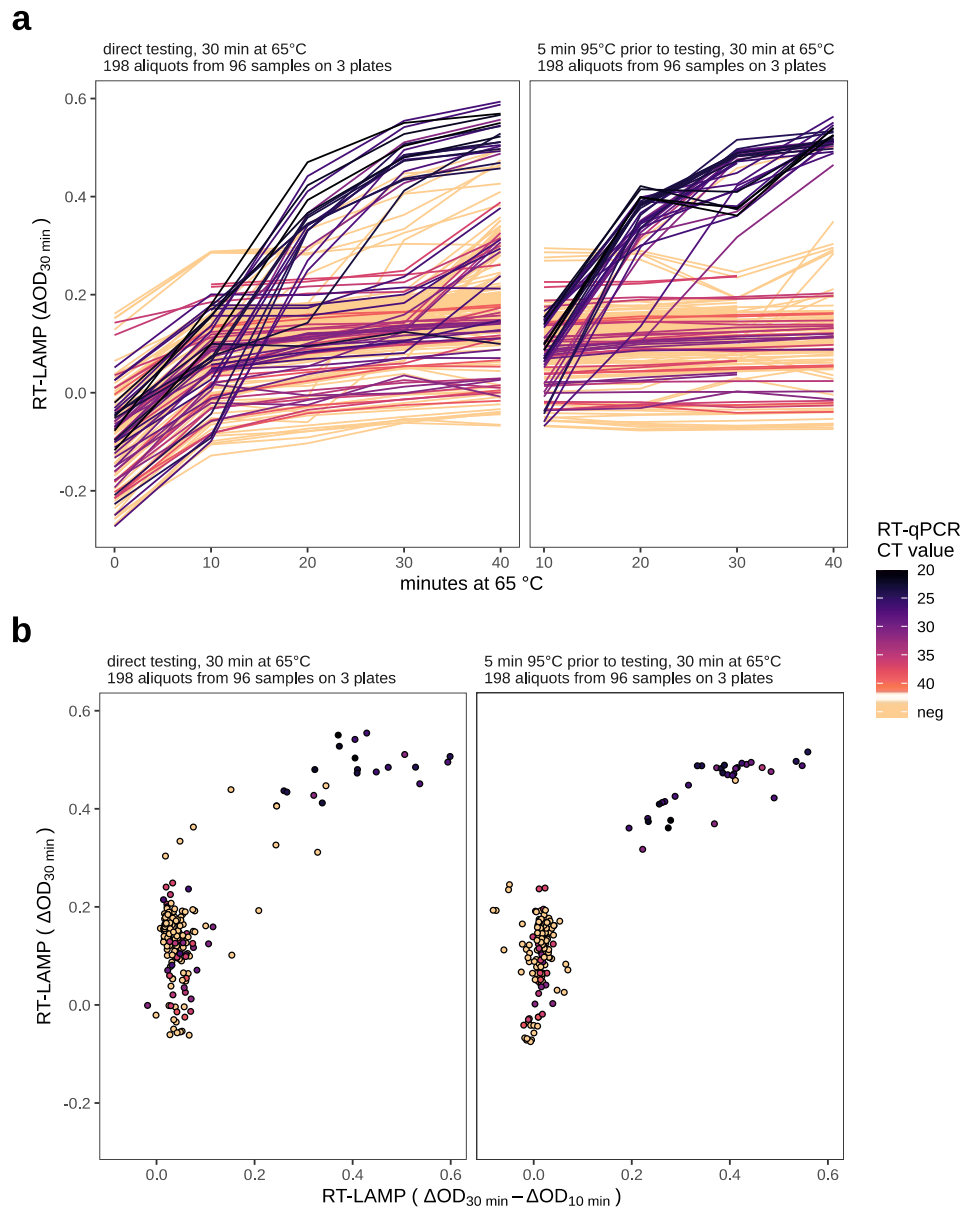 a
direct testing, 30 min at 65°C
198 aliquots from 96 samples on 3 plates
5 min 95°C prior to testing, 30 min at 65°C
198 aliquots from 96 samples on 3 plates
RT-LAMP (ΔOD30 min)
0.6
0.4
0.2
0.0
-0.2
0 10 20 30 40
10 20 30 40
minutes at 65 °C
RT-qPCR
CT value
20
25
30
35
40
neg
b
direct testing, 30 min at 65°C
198 aliquots from 96 samples on 3 plates
5 min 95°C prior to testing, 30 min at 65°C
198 aliquots from 96 samples on 3 plates
RT-LAMP (ΔOD30 min)
0.6
0.4
0.2
0.0
-0.2
0.0 0.2 0.4 0.6
0.0 0.2 0.4 0.6
RT-LAMP ( ΔOD30 min – ΔOD10 min )